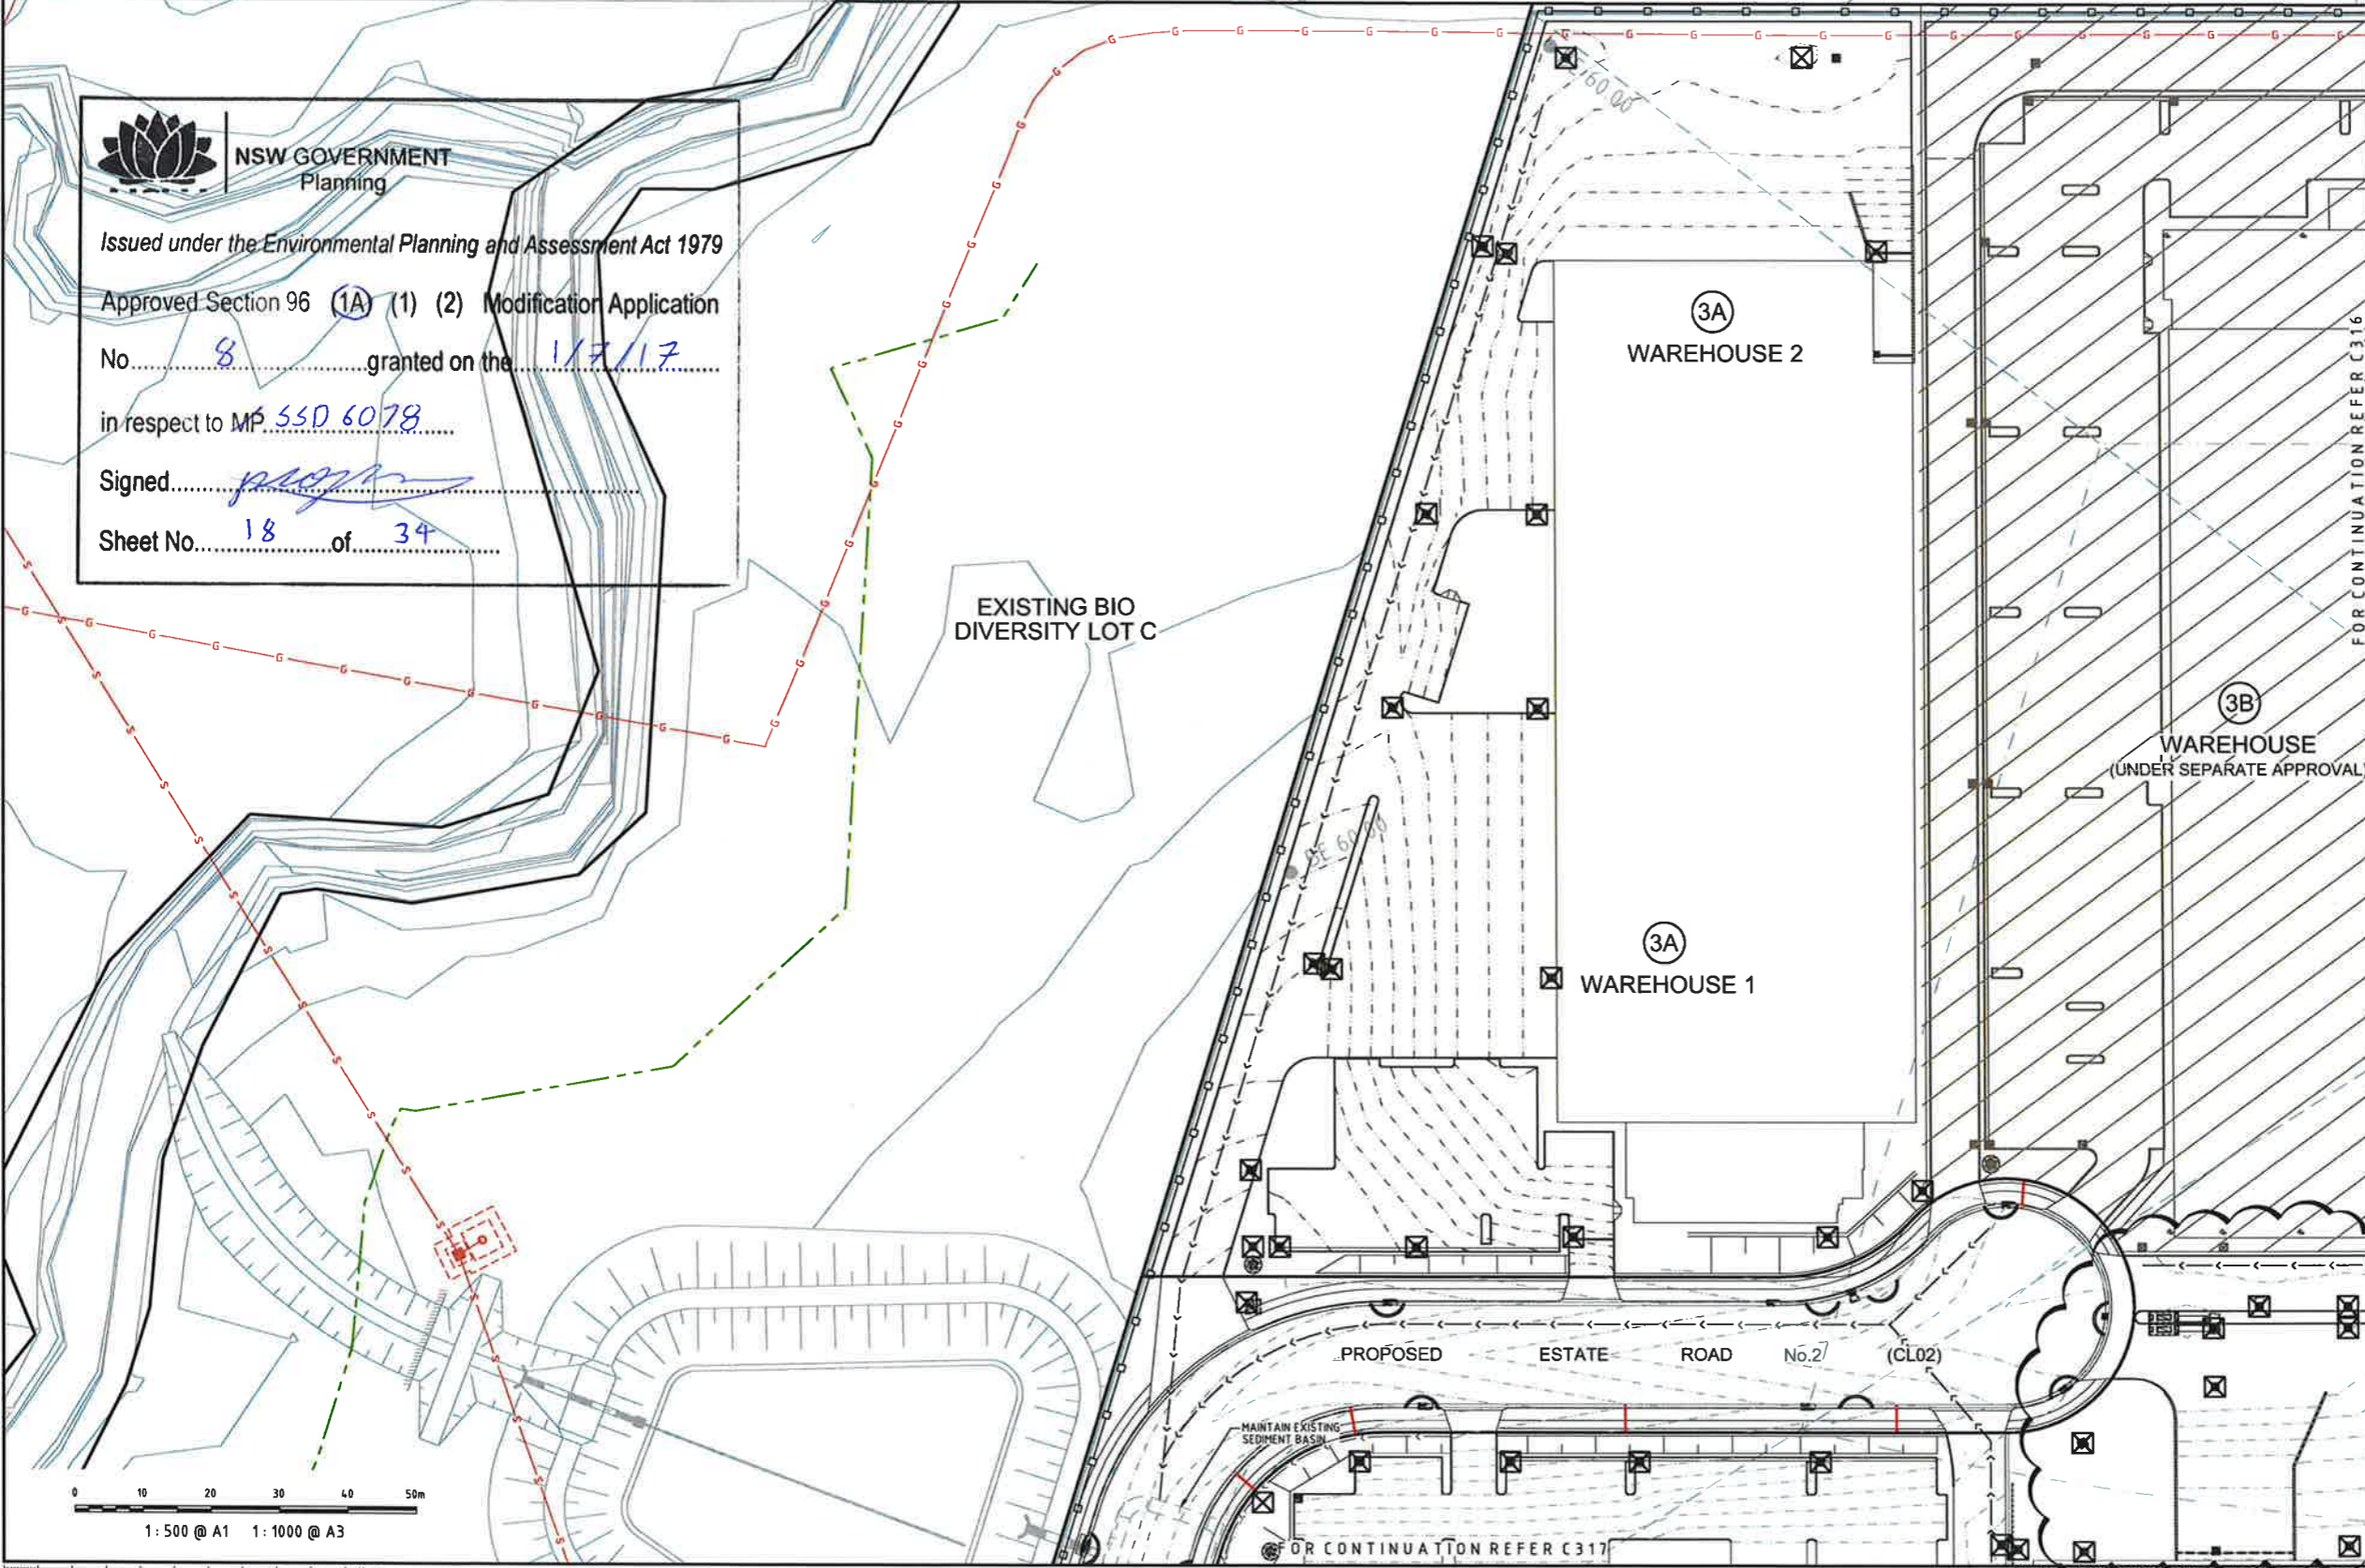 NSW GOVERNMENT
Planning
Issued under the Environmental Planning and Assessment Act 1979
Approved Section 96 (1A) (1) (2) Modification Application
No 8 granted on the 1/7/17
in respect to MP SSD 6078
Signed
Sheet No. 18 of 34
EXISTING BIO
DIVERSITY LOT C
60.00
3A
WAREHOUSE 2
FOR CONTINUATION REFER C316
3B
WAREHOUSE
(UNDER SEPARATE APPROVAL)
60.00
3A
WAREHOUSE 1
PROPOSED ESTATE ROAD No.2 (CL02)
MAINTAIN EXISTING
SEDIMENT BASIN
0 10 20 30 40 50m
1:500 @ A1 1:1000 @ A3
FOR CONTINUATION REFER C317